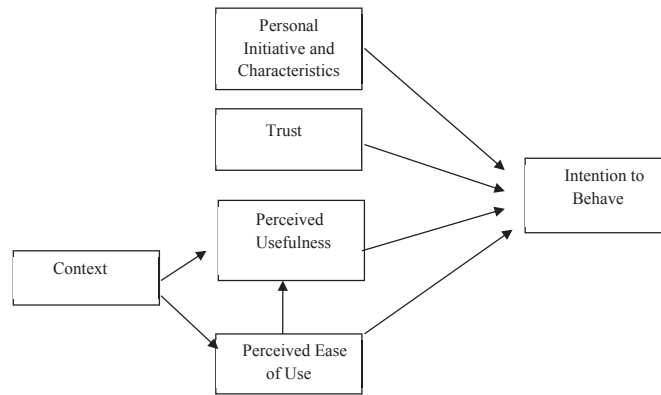 Personal
Initiative and
Characteristics
Trust
Intention to
Behave
Perceived
Usefulness
Context
Perceived Ease
of Use